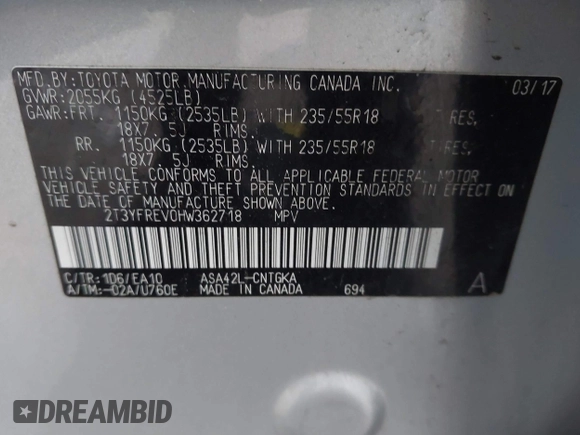 MFD.BY:TOYOTA MOTOR MANUFACTURING CANADA INC. 03/17
GVWR:2055KG (4525LB)
GAWR:FRT. 1150KG (2535LB) WITH 235/55R18
18X7.5J RIMS.
RR. 1150KG (2535LB) WITH 235/55R18
18X7.5J RIMS.
THIS VEHICLE CONFORMS TO ALL APPLICABLE FEDERAL MOTOR
VEHICLE SAFETY AND THEFT PREVENTION STANDARDS IN EFFECT ON
THE DATE OF MANUFACTURE SHOWN ABOVE.
2T3YFREV0HW362718 MPV
C/TR:1D6/EA10 ASA42L-CNTGKA A
A/TM:-02A/U760E MADE IN CANADA 694
DREAMBID